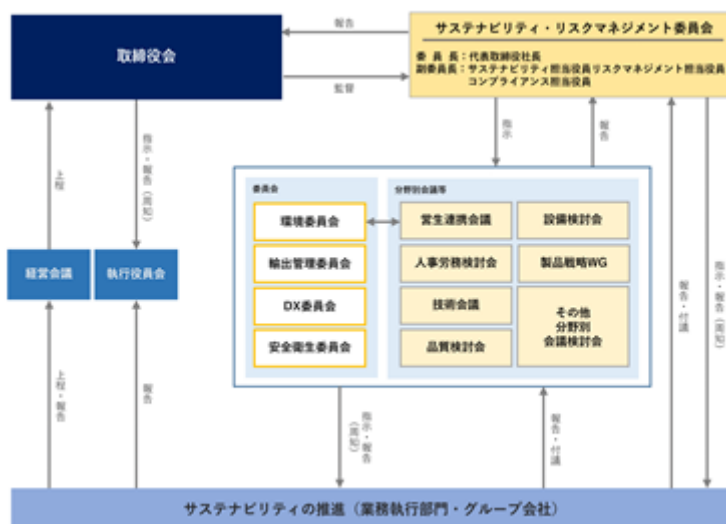 報告
サステナビリティ・リスクマネジメント委員会
取締役会
委 員 長：代表取締役社長
副委員長：サステナビリティ担当役員リスクマネジメント担当役員
コンプライアンス担当役員
監督
上程
指示・報告
（周知）
指示
報告
委員会
分野別会議等
環境委員会
営生連携会議
設備検討会
輸出管理委員会
人事労務検討会
製品戦略WG
DX委員会
技術会議
その他
分野別
会議検討会
安全衛生委員会
品質検討会
経営会議
執行役員会
報告・付議
指示・報告（周知）
上程・報告
報告
指示・報告
（周知）
報告・付議
サステナビリティの推進（業務執行部門・グループ会社）